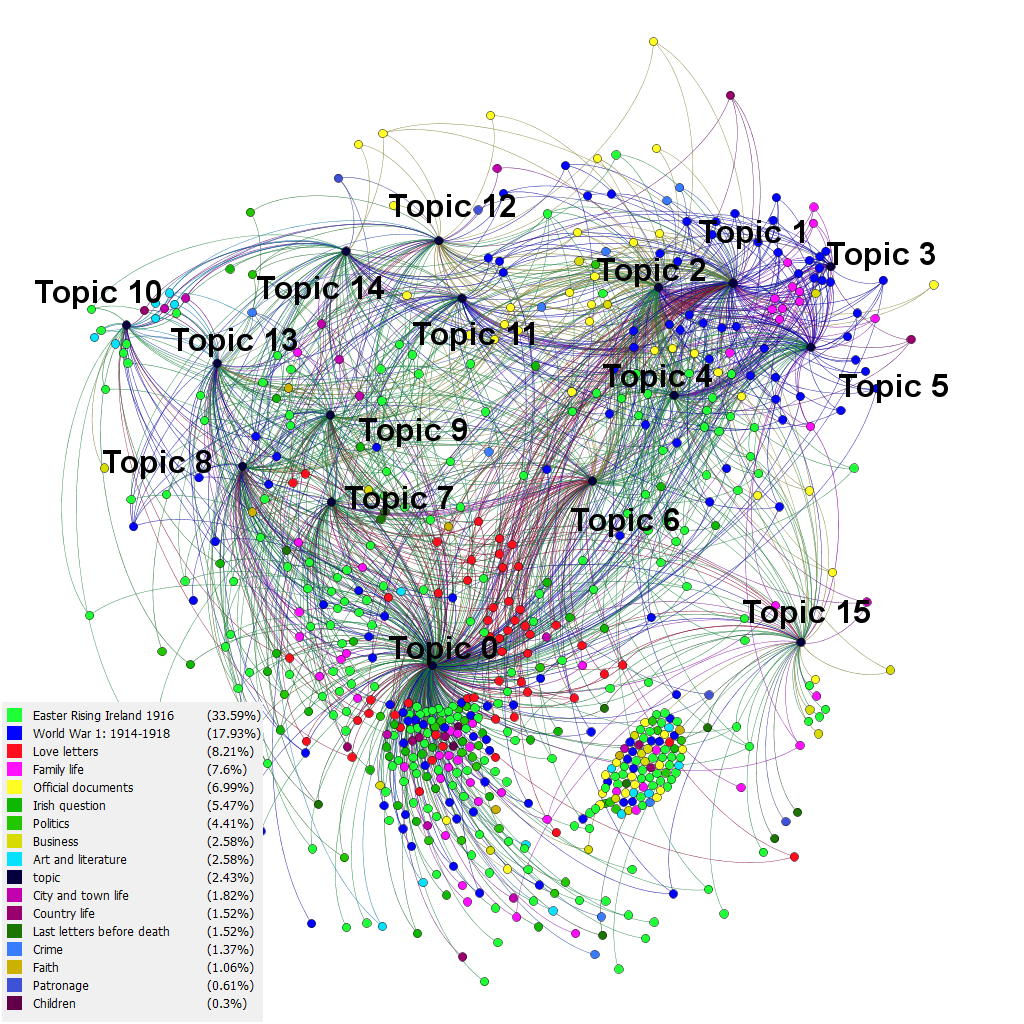 Topic 12
Topic 1
Topic 3
Topic 2
Topic 10
Topic 14
Topic 13
Topic 11
Topic 4
Topic 5
Topic 9
Topic 8
Topic 7
Topic 6
Topic 15
Topic 0
Easter Rising Ireland 1916 (33.59%)
World War 1: 1914-1918 (17.93%)
Love letters (8.21%)
Family life (7.6%)
Official documents (6.99%)
Irish question (5.47%)
Politics (4.41%)
Business (2.58%)
Art and literature (2.58%)
topic (2.43%)
City and town life (1.82%)
Country life (1.52%)
Last letters before death (1.52%)
Crime (1.37%)
Faith (1.06%)
Patronage (0.61%)
Children (0.3%)